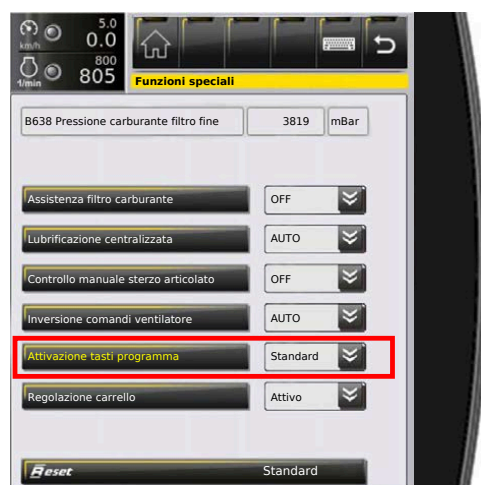 5.0
km/h 0.0
800
1/min 805
Funzioni speciali
B638 Pressione carburante filtro fine 3819 mBar
Assistenza filtro carburante OFF
Lubrificazione centralizzata AUTO
Controllo manuale sterzo articolato OFF
Inversione comandi ventilatore AUTO
Attivazione tasti programma Standard
Regolazione carrello Attivo
Reset Standard